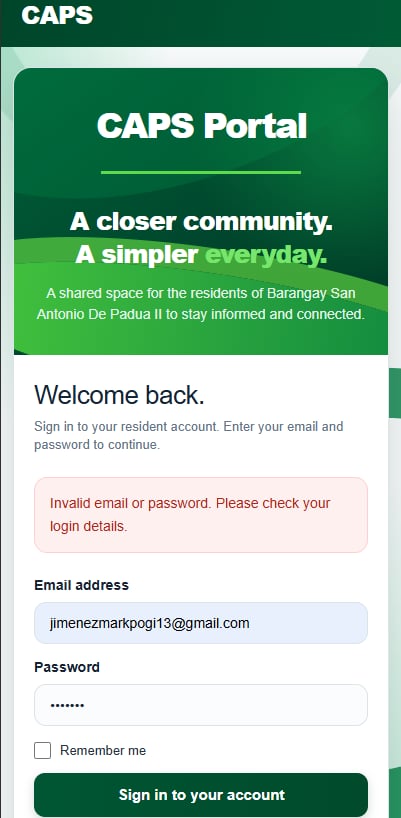 CAPS
CAPS Portal
A closer community.
A simpler everyday.
A shared space for the residents of Barangay San
Antonio De Padua II to stay informed and connected.
Welcome back.
Sign in to your resident account. Enter your email and
password to continue.
Invalid email or password. Please check your
login details.
Email address
jimenezmarkpogi13@gmail.com
Password
•••••••
Remember me
Sign in to your account